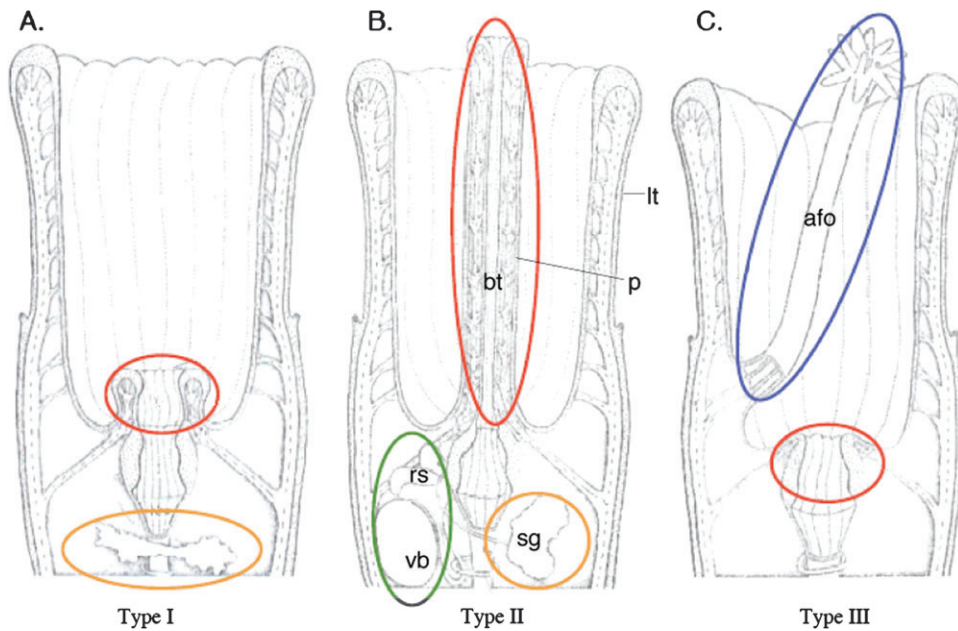 A.
B.
C.
lt
afo
bt
p
rs
vb
sg
Type I
Type II
Type III